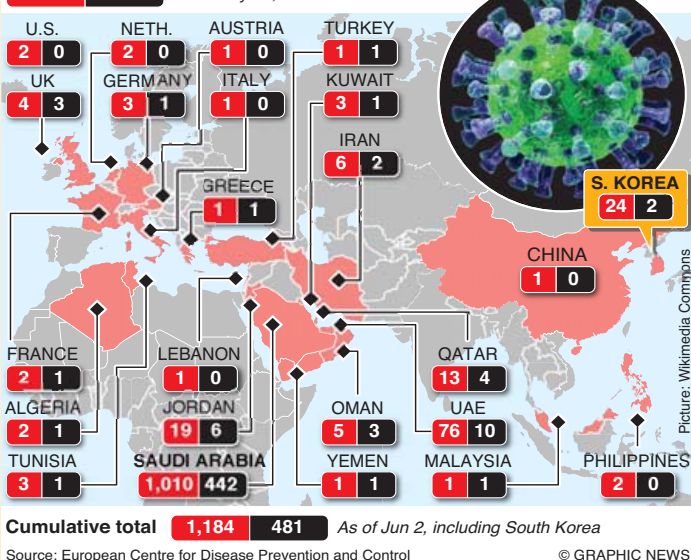 U.S.
2 0
NETH.
2 0
AUSTRIA
1 0
TURKEY
1 1
UK
4 3
GERMANY
3 1
ITALY
1 0
KUWAIT
3 1
IRAN
6 2
GREECE
1 1
S. KOREA
24 2
CHINA
1 0
Picture: Wikimedia Commons
FRANCE
2 1
LEBANON
1 0
QATAR
13 4
ALGERIA
2 1
JORDAN
19 6
OMAN
5 3
UAE
76 10
TUNISIA
3 1
SAUDI ARABIA
1,010 442
YEMEN
1 1
MALAYSIA
1 1
PHILIPPINES
2 0
Cumulative total 1,184 481 As of Jun 2, including South Korea
Source: European Centre for Disease Prevention and Control © GRAPHIC NEWS